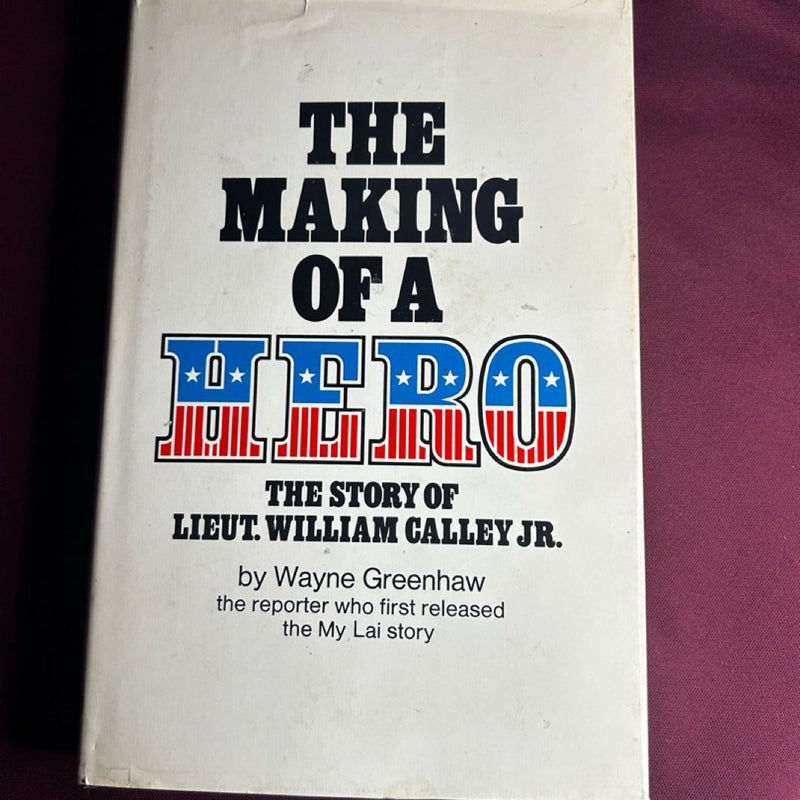 THE
MAKING
OF A
HERO
THE STORY OF
LIEUT. WILLIAM CALLEY JR.
by Wayne Greenhaw
the reporter who first released
the My Lai story